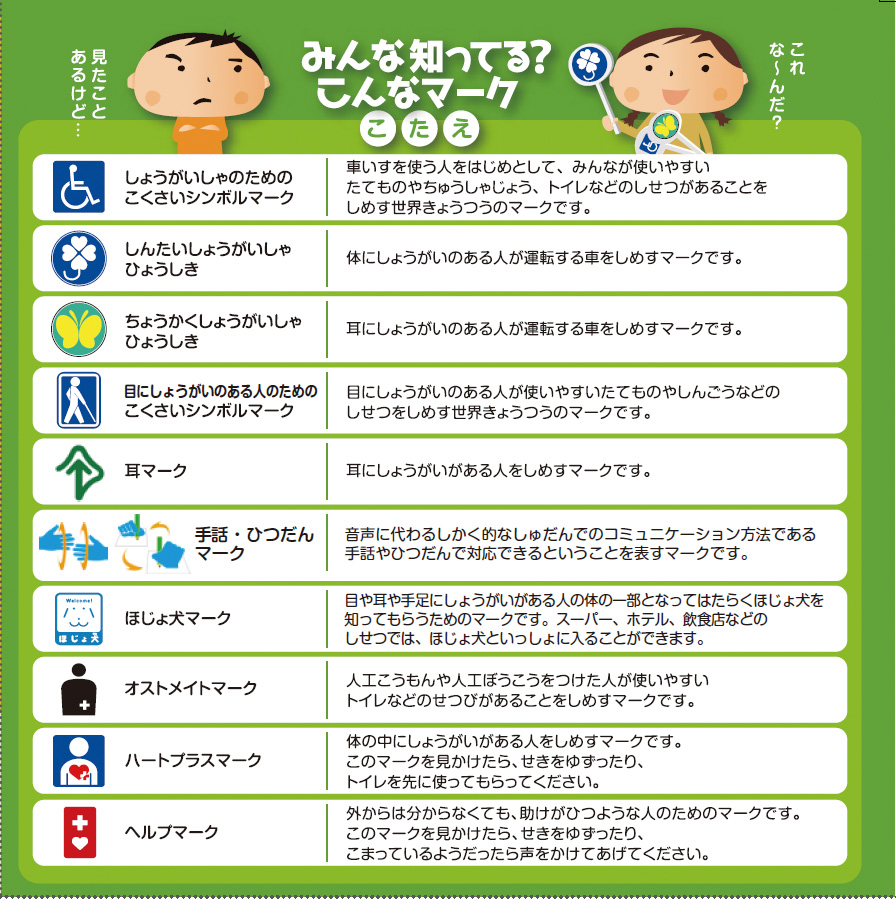 見たこと
あるけど…
みんな知ってる?
こんなマーク
こたえ
これ
な〜んだ?
しょうがいしゃのための
こくさいシンボルマーク
車いすを使う人をはじめとして、みんなが使いやすい
たてものやちゅうしゃじょう、トイレなどのしせつがあることを
しめす世界きょうつうのマークです。
しんたいしょうがいしゃ
ひょうしき
体にしょうがいのある人が運転する車をしめすマークです。
ちょうかくしょうがいしゃ
ひょうしき
耳にしょうがいのある人が運転する車をしめすマークです。
目にしょうがいのある人のための
こくさいシンボルマーク
目にしょうがいのある人が使いやすいたてものやしんごうなどの
しせつをしめす世界きょうつうのマークです。
耳マーク
耳にしょうがいがある人をしめすマークです。
手話・ひつだん
マーク
音声に代わるしかく的なしゅだんでのコミュニケーション方法である
手話やひつだんで対応できるということを表すマークです。
Welcome!
ほじょ犬
ほじょ犬マーク
目や耳や手足にしょうがいがある人の体の一部となってはたらくほじょ犬を
知ってもらうためのマークです。スーパー、ホテル、飲食店などの
しせつでは、ほじょ犬といっしょに入ることができます。
オストメイトマーク
人工こうもんや人工ぼうこうをつけた人が使いやすい
トイレなどのせつびがあることをしめすマークです。
ハートプラスマーク
体の中にしょうがいがある人をしめすマークです。
このマークを見かけたら、せきをゆずったり、
トイレを先に使ってもらってください。
ヘルプマーク
外からは分からなくても、助けがひつような人のためのマークです。
このマークを見かけたら、せきをゆずったり、
こまっているようだったら声をかけてあげてください。